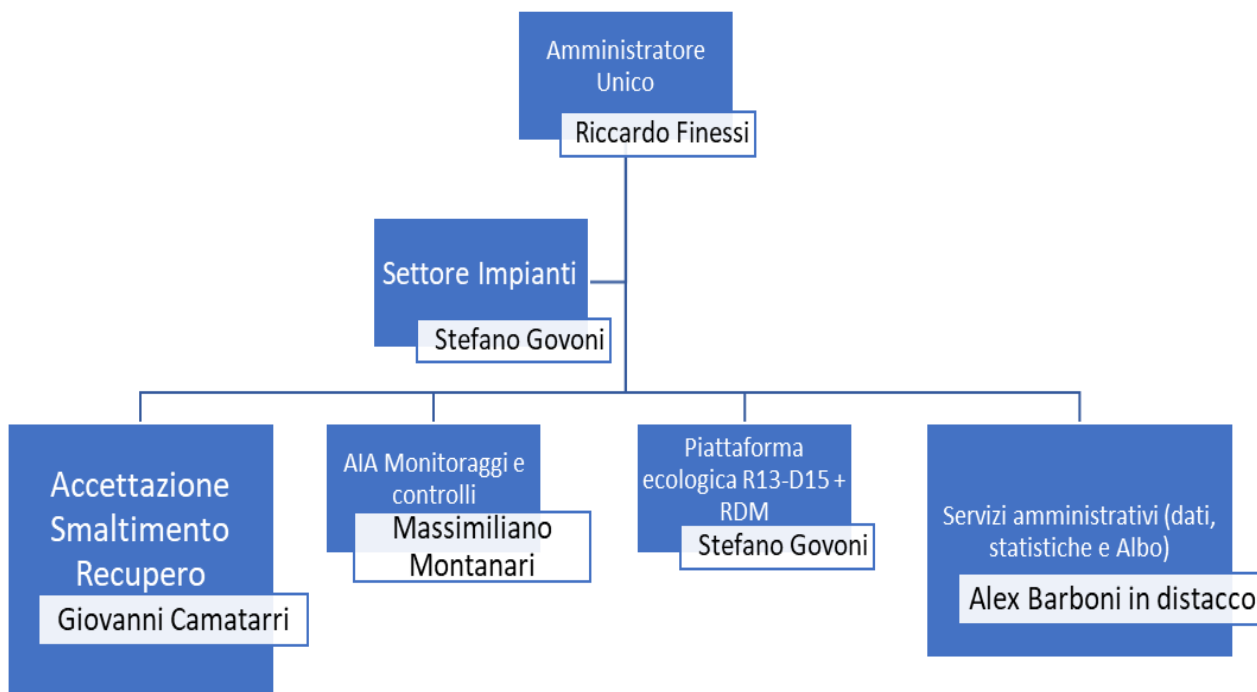 Amministratore
Unico
Riccardo Finessi
Settore Impianti
Stefano Govoni
Accettazione
Smaltimento
Recupero
Giovanni Camatarri
AIA Monitoraggi e
controlli
Massimiliano
Montanari
Piattaforma
ecologica R13-D15 +
RDM
Stefano Govoni
Servizi amministrativi (dati,
statistiche e Albo)
Alex Barboni in distacco